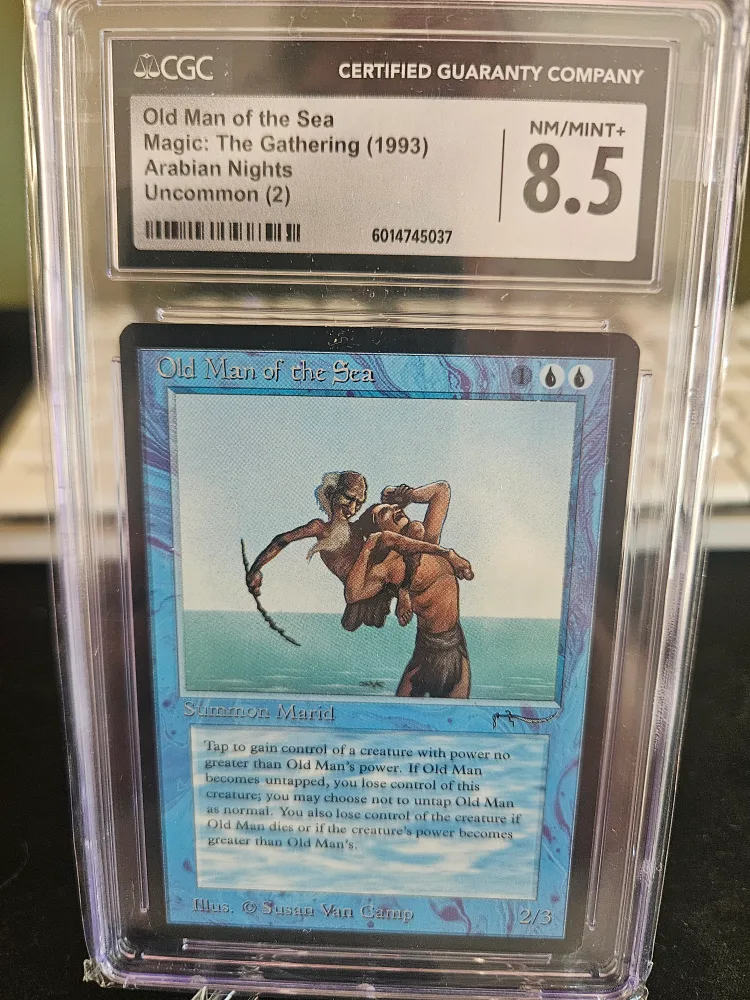 CGC
CERTIFIED GUARANTY COMPANY
Old Man of the Sea
Magic: The Gathering (1993)
Arabian Nights
Uncommon (2)
NM/MINT+
8.5
6014745037
Old Man of the Sea
1
Summon Marid
Tap to gain control of a creature with power no
greater than Old Man's power. If Old Man
becomes untapped, you lose control of this
creature; you may choose not to untap Old Man
as normal. You also lose control of the creature if
Old Man dies or if the creature's power becomes
greater than Old Man's.
Illus. © Susan Van Camp
2/3